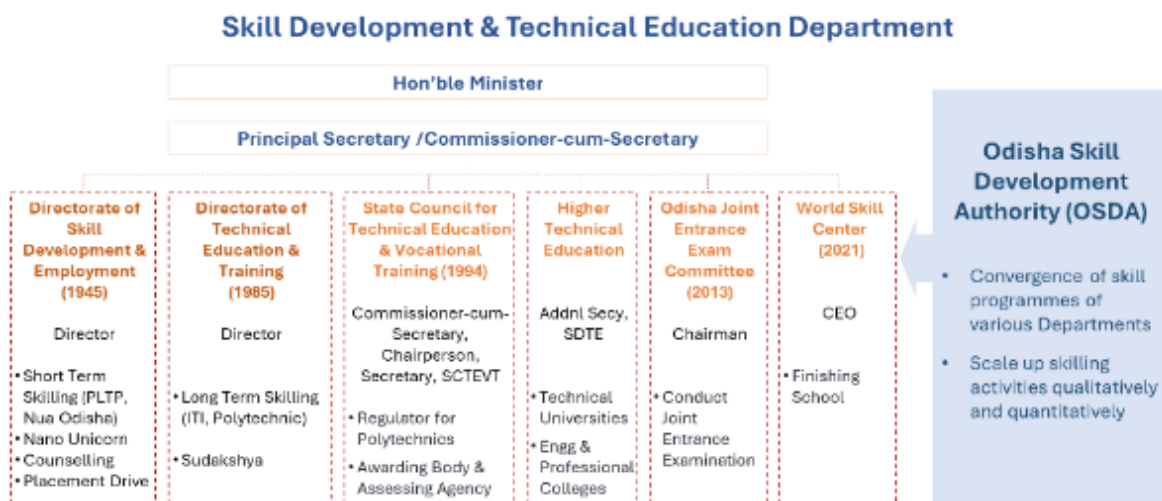 Skill Development & Technical Education Department
Hon'ble Minister
Principal Secretary /Commissioner-cum-Secretary
Directorate of
Skill
Development &
Employment
(1945)
Director
• Short Term
Skilling (PLTP,
Nua Odisha)
• Nano Unicorn
• Counselling
• Placement Drive
Directorate of
Technical
Education &
Training
(1985)
Director
• Long Term Skilling
(ITI, Polytechnic)
• Sudakshya
State Council for
Technical Education
& Vocational
Training (1994)
Commissioner-cum-
Secretary,
Chairperson,
Secretary, SCTEVT
• Regulator for
Polytechnics
• Awarding Body &
Assessing Agency
Higher
Technical
Education
Addnl Secy,
SDTE
• Technical
Universities
• Engg &
Professional
Colleges
Odisha Joint
Entrance
Exam
Committee
(2013)
Chairman
• Conduct
Joint
Entrance
Examination
World Skill
Center
(2021)
CEO
• Finishing
School
Odisha Skill
Development
Authority (OSDA)
• Convergence of skill
programmes of
various Departments
• Scale up skilling
activities qualitatively
and quantitatively